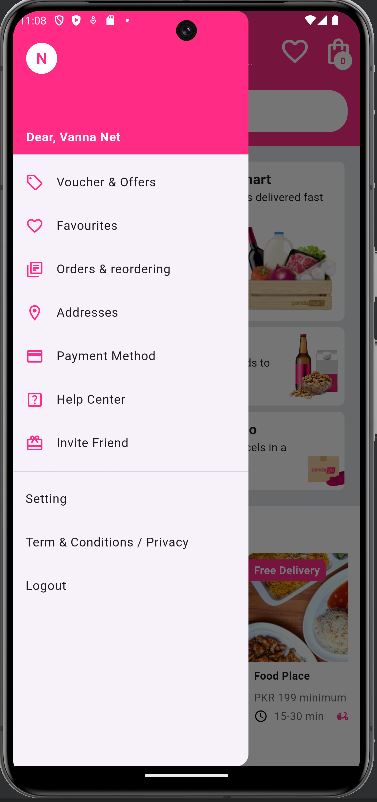 11:08
N
Dear, Vanna Net
Voucher & Offers
Favourites
Orders & reordering
Addresses
Payment Method
Help Center
Invite Friend
Setting
Term & Conditions / Privacy
Logout
0
mart
s delivered fast
ds to
o
cels in a
Free Delivery
Food Place
PKR 199 minimum
15-30 min